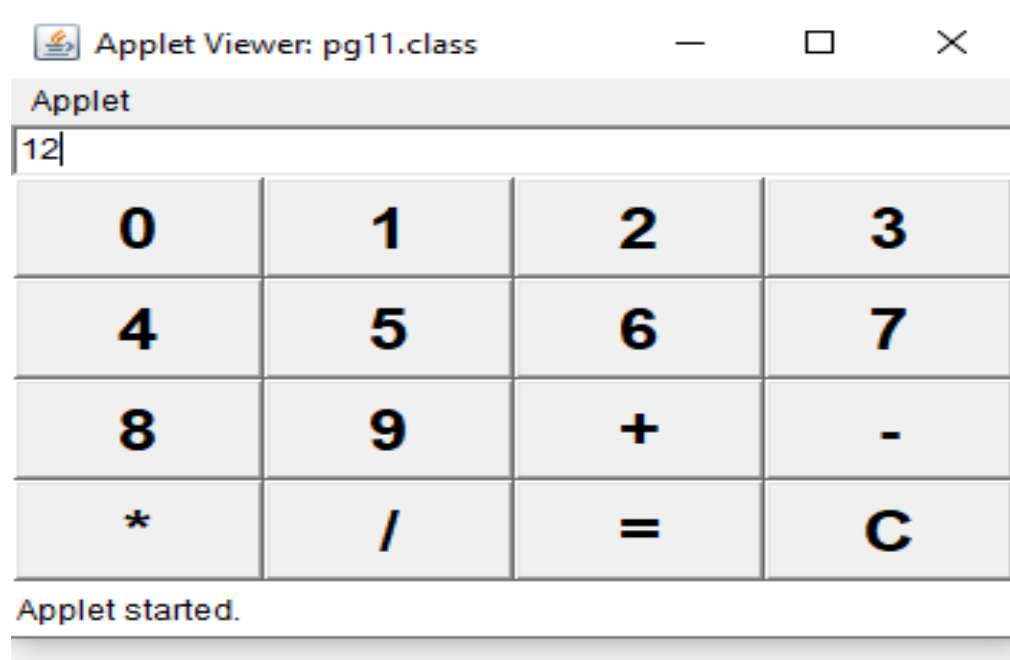 Applet Viewer: pg11.class
Applet
12
0 1 2 3
4 5 6 7
8 9 + -
* / = C
Applet started.